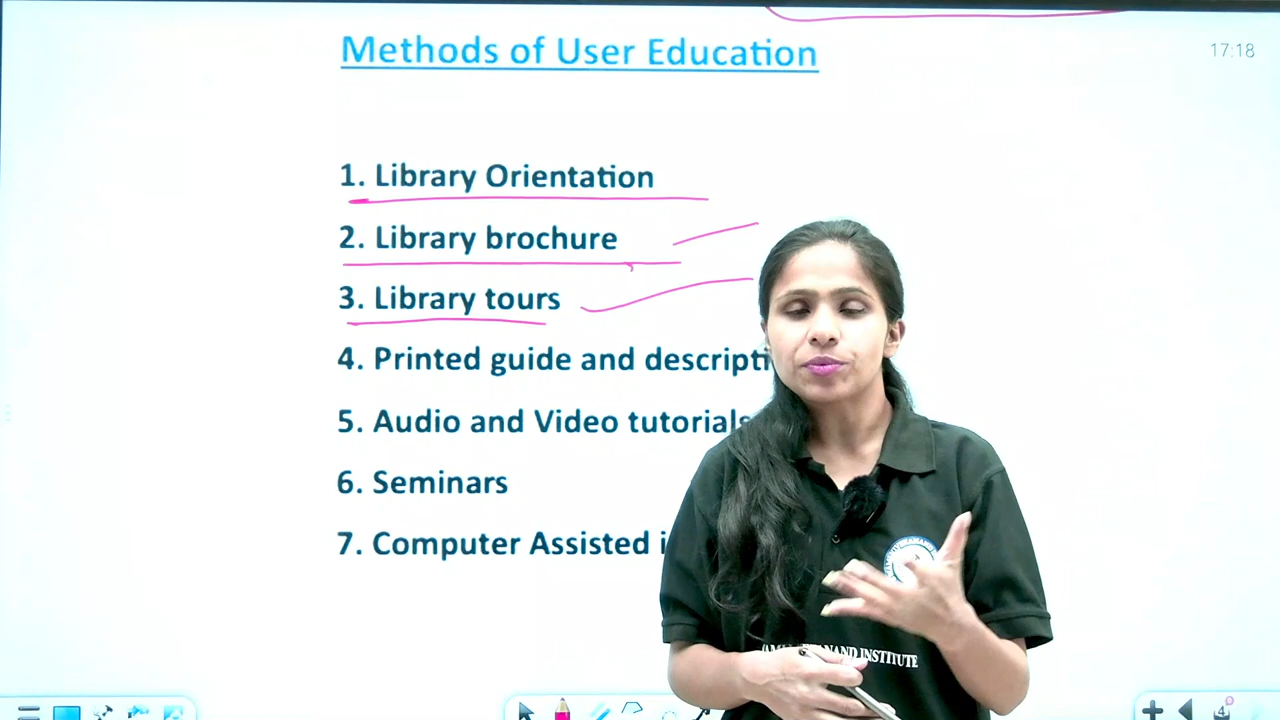 Methods of User Education
17:18
1. Library Orientation
2. Library brochure
3. Library tours
4. Printed guide and
5. Audio and Video tutorials
6. Seminars
7. Computer Assisted
INSTITUTE